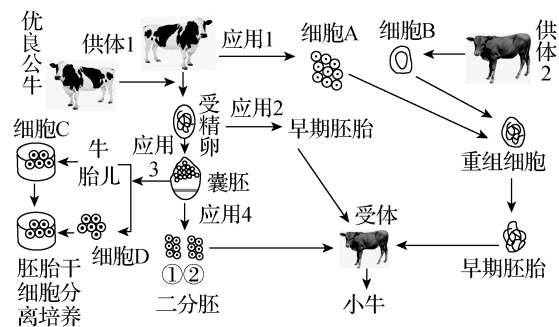 优良公牛
供体1
应用1
细胞A
细胞B
供体2
受精卵
应用2
早期胚胎
重组细胞
细胞C
牛胎儿
应用3
囊胚
应用4
受体
细胞D
①②
早期胚胎
胚胎干
细胞分
离培养
二分胚
小牛